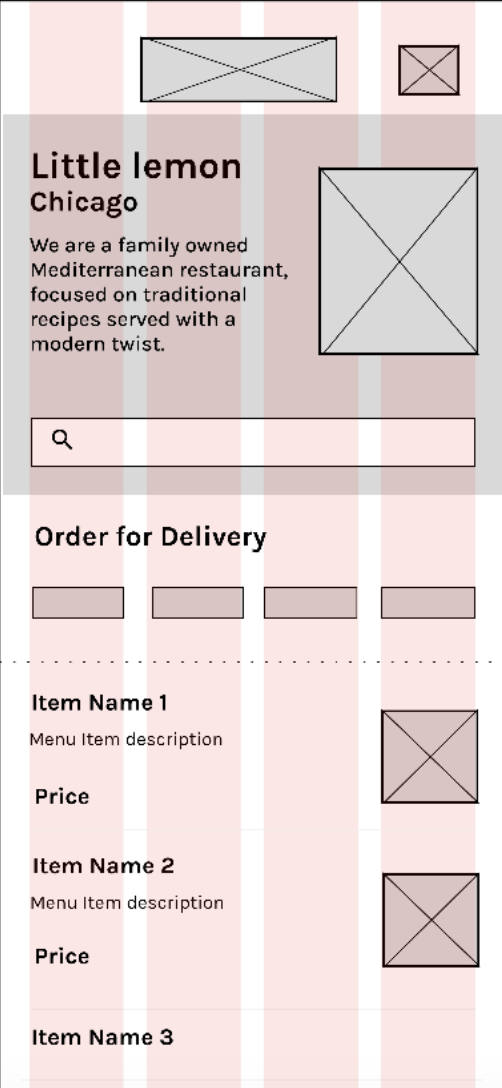 Little lemon
Chicago
We are a family owned
Mediterranean restaurant,
focused on traditional
recipes served with a
modern twist.
Order for Delivery
Item Name 1
Menu Item description
Price
Item Name 2
Menu Item description
Price
Item Name 3